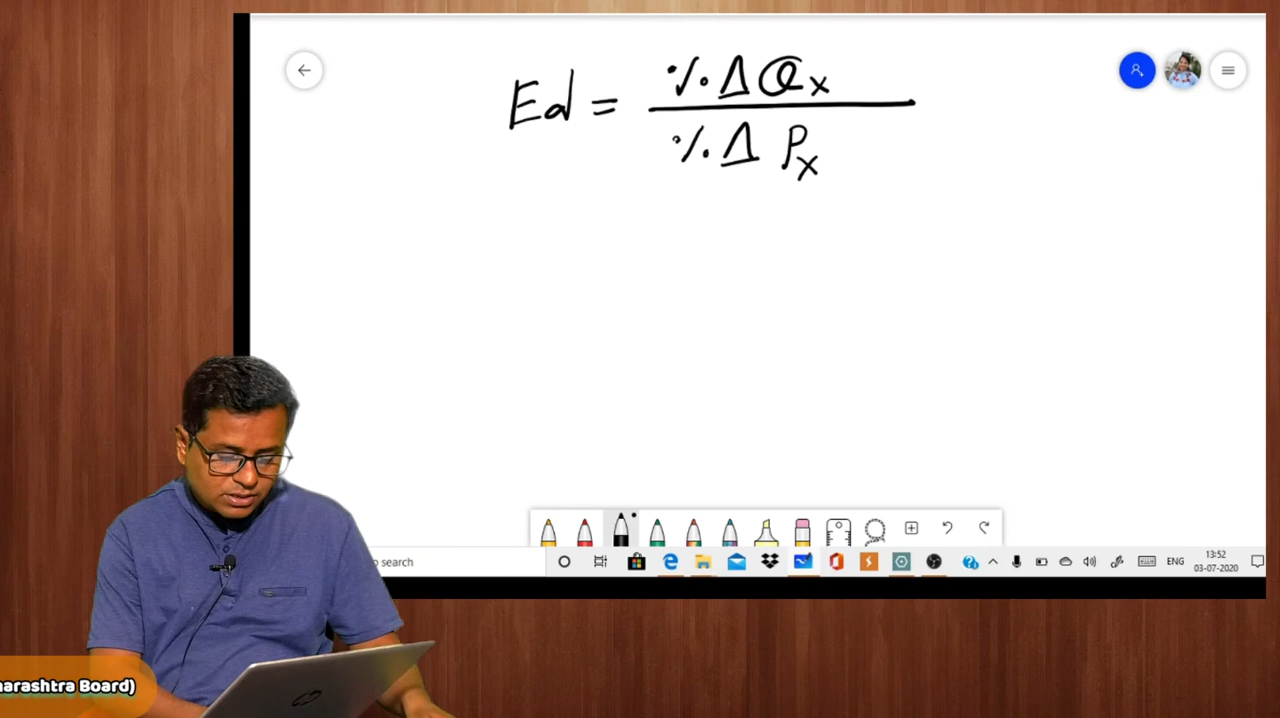 Ed = %ΔQx
%ΔPx
o search
ENG
13:52
03-07-2020
harashtra Board)